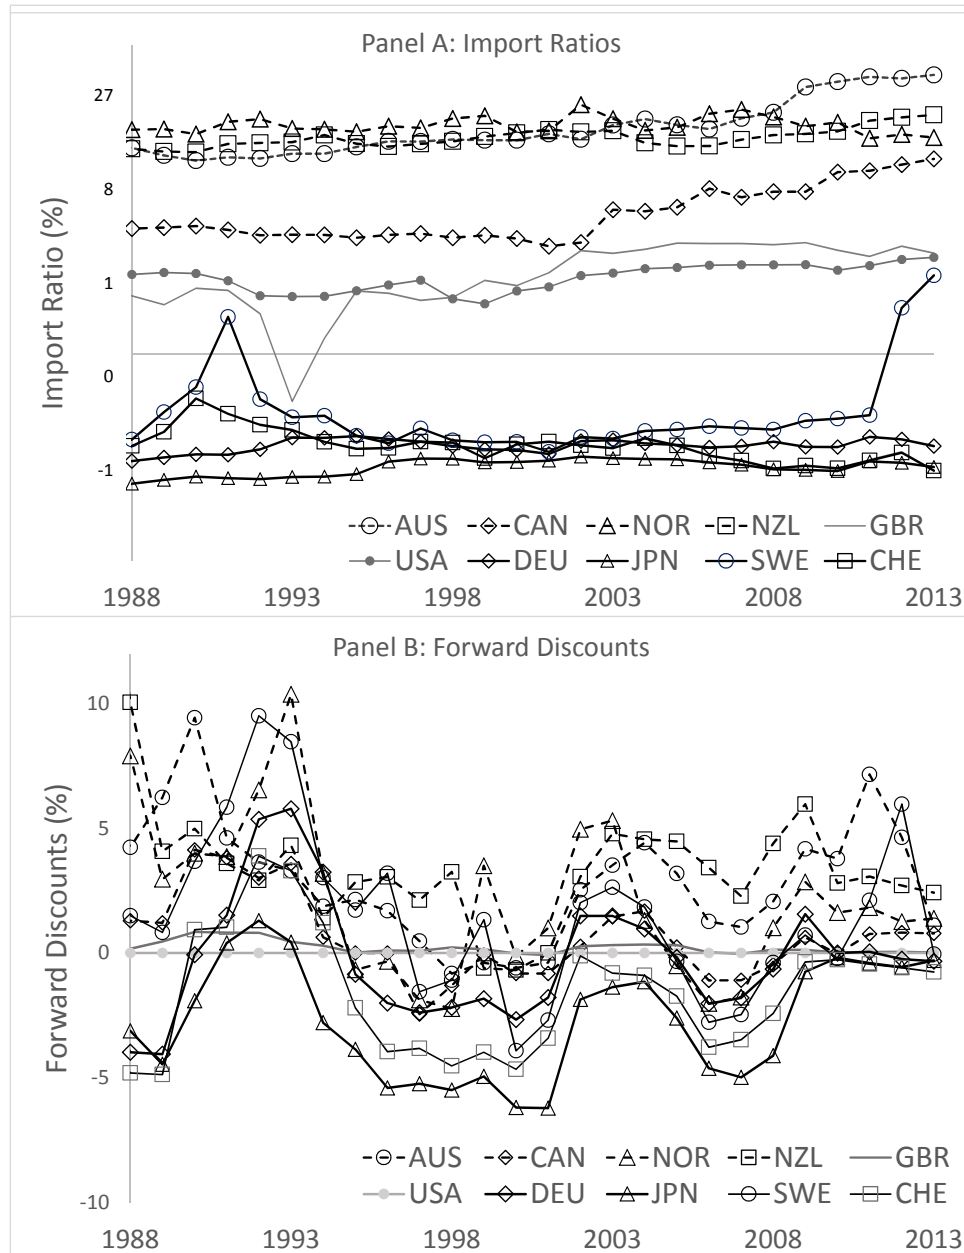 Panel A: Import Ratios
Import Ratio (%)
27
8
1
0
-1
AUS CAN NOR NZL GBR
USA DEU JPN SWE CHE
1988 1993 1998 2003 2008 2013
Panel B: Forward Discounts
Forward Discounts (%)
10
5
0
-5
-10
AUS CAN NOR NZL GBR
USA DEU JPN SWE CHE
1988 1993 1998 2003 2008 2013